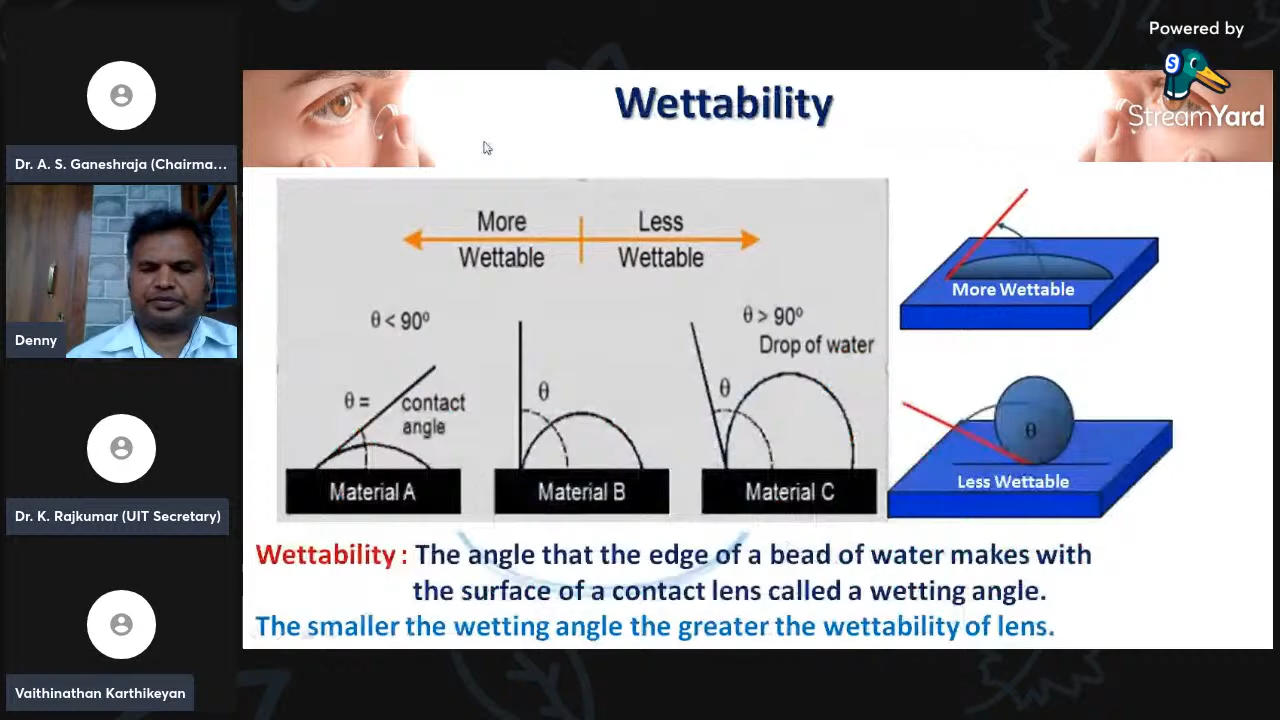 Powered by
StreamYard
Dr. A. S. Ganeshraja (Chairma...
Denny
Dr. K. Rajkumar (UIT Secretary)
Vaithinathan Karthikeyan
Wettability
More
Wettable
Less
Wettable
θ < 90º
θ > 90º
Drop of water
θ =
contact
angle
θ
θ
Material A
Material B
Material C
More Wettable
θ
Less Wettable
Wettability : The angle that the edge of a bead of water makes with
the surface of a contact lens called a wetting angle.
The smaller the wetting angle the greater the wettability of lens.